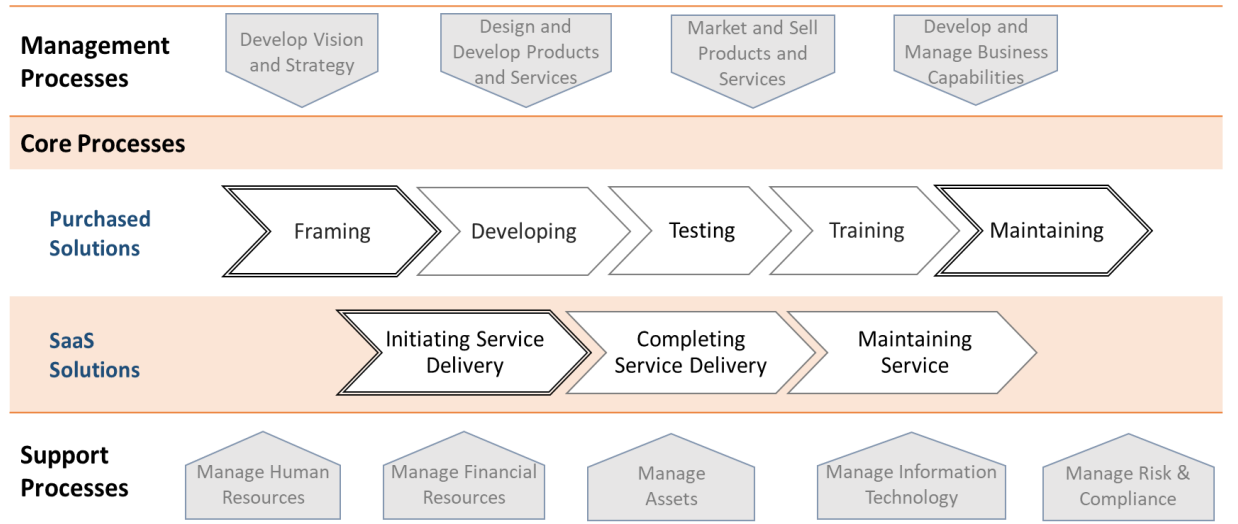 Management
Processes
Develop Vision
and Strategy
Design and
Develop Products
and Services
Market and Sell
Products and
Services
Develop and
Manage Business
Capabilities
Core Processes
Purchased
Solutions
Framing
Developing
Testing
Training
Maintaining
SaaS
Solutions
Initiating Service
Delivery
Completing
Service Delivery
Maintaining
Service
Support
Processes
Manage Human
Resources
Manage Financial
Resources
Manage
Assets
Manage Information
Technology
Manage Risk &
Compliance